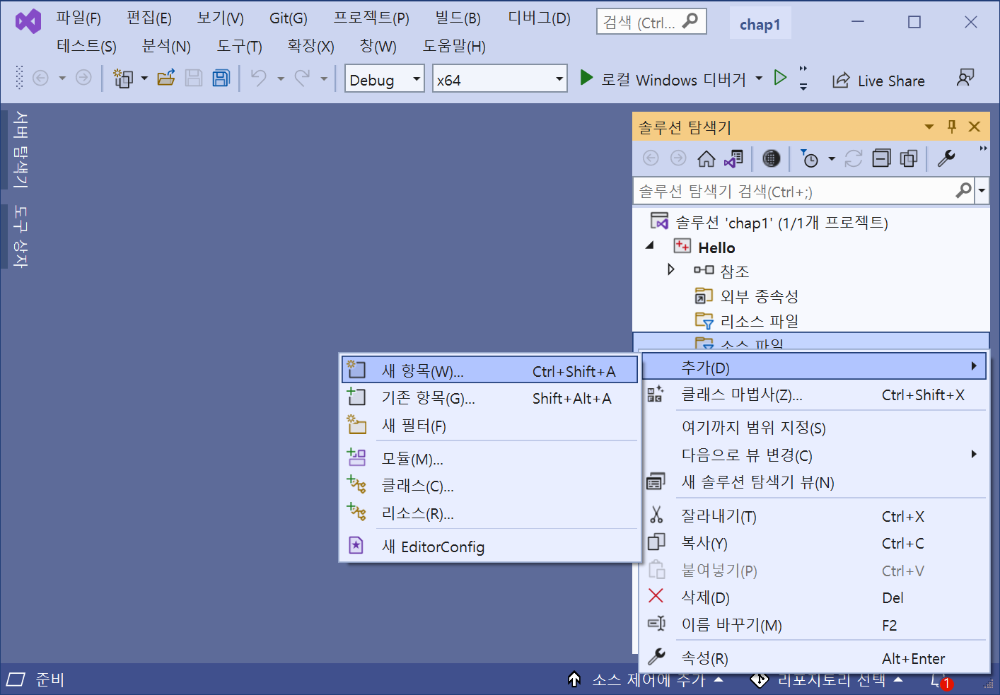 파일(F) 편집(E) 보기(V) Git(G) 프로젝트(P) 빌드(B) 디버그(D) 검색 (Ctrl... chap1
테스트(S) 분석(N) 도구(T) 확장(X) 창(W) 도움말(H)
Debug x64 로컬 Windows 디버거 Live Share
서버 탐색기
도구 상자
솔루션 탐색기
솔루션 탐색기 검색(Ctrl+;)
솔루션 'chap1' (1/1개 프로젝트)
Hello
참조
외부 종속성
리소스 파일
소스 파일
새 항목(W)... Ctrl+Shift+A
기존 항목(G)... Shift+Alt+A
새 필터(F)
모듈(M)...
클래스(C)...
리소스(R)...
새 EditorConfig
추가(D)
클래스 마법사(Z)... Ctrl+Shift+X
여기까지 범위 지정(S)
다음으로 뷰 변경(C)
새 솔루션 탐색기 뷰(N)
잘라내기(T) Ctrl+X
복사(Y) Ctrl+C
붙여넣기(P) Ctrl+V
삭제(D) Del
이름 바꾸기(M) F2
속성(R) Alt+Enter
준비 소스 제어에 추가 리포지토리 선택 1